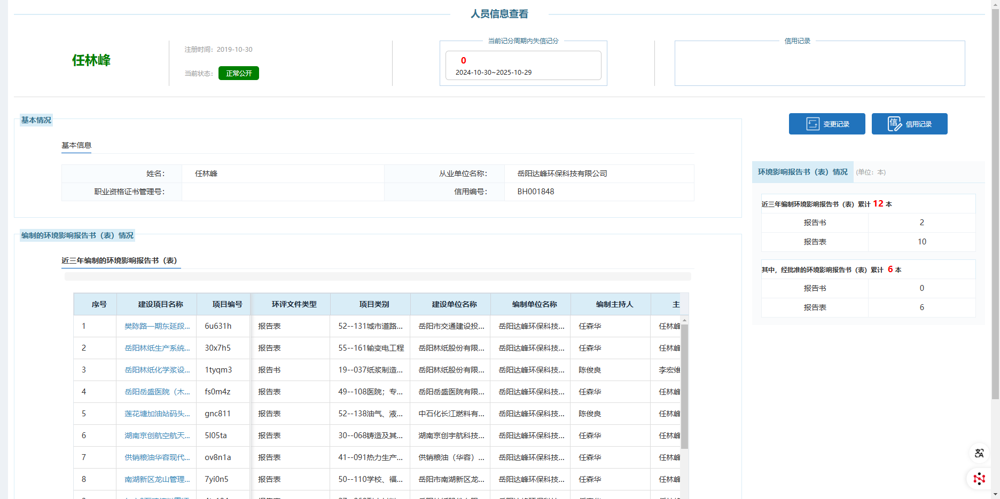 人员信息查看
任林峰
注册时间：2019-10-30
当前状态： 正常公开
当前记分周期内失信记分
0
2024-10-30~2025-10-29
信用记录
基本情况
变更记录 信用记录
基本信息
姓名： 任林峰 从业单位名称： 岳阳达峰环保科技有限公司
职业资格证书管理号： 信用编号： BH001848
环境影响报告书（表）情况 (单位：本)
近三年编制环境影响报告书（表）累计 12 本
报告书 2
报告表 10
其中，经批准的环境影响报告书（表）累计 6 本
报告书 0
报告表 6
编制的环境影响报告书（表）情况
近三年编制的环境影响报告书（表）
序号 建设项目名称 项目编号 环评文件类型 项目类别 建设单位名称 编制单位名称 编制主持人 主
1 樊陈路一期东延段... 6u631h 报告表 52--131城市道路... 岳阳市交通建设投... 岳阳达峰环保科技... 任森华 任林峰
2 岳阳林纸生产系统... 30x7h5 报告表 55--161输变电工程 岳阳林纸股份有限... 岳阳达峰环保科技... 任森华 任林峰
3 岳阳林纸化学浆设... 1tyqm3 报告书 19--037纸浆制造... 岳阳林纸股份有限... 岳阳达峰环保科技... 陈俊良 李宏维
4 岳阳岳盛医院（木... fs0m4z 报告表 49--108医院；专... 岳阳岳盛医院有限... 岳阳达峰环保科技... 任森华 任林峰
5 莲花塘加油站码头... gnc811 报告表 52--138油气、液... 中石化长江燃料有... 岳阳达峰环保科技... 陈俊良 任林峰
6 湖南京创航空航天... 5l05ta 报告表 30--068铸造及其... 湖南京创宇航科技... 岳阳达峰环保科技... 任森华 任林峰
7 供销粮油华容现代... ov8n1a 报告表 41--091热力生产... 供销粮油（华容）... 岳阳达峰环保科技... 任森华 任林峰
8 南湖新区龙山管理... 7yi0n5 报告表 50--110学校、福... 岳阳市南湖新区龙... 岳阳达峰环保科技... 任森华 任林峰